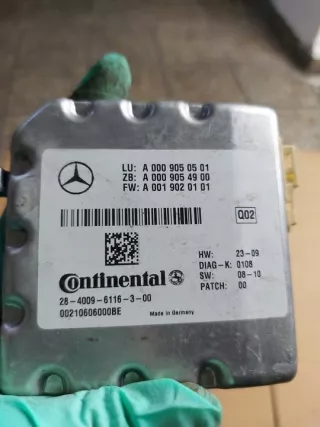 LU: A 000 905 05 01
ZB: A 000 905 49 00
FW: A 001 902 01 01
Q02
Continental
28-4009-6116-3-00
00210606000BE
Made in Germany
HW: 23-09
DIAG-K: 0108
SW: 08-10
PATCH: 00